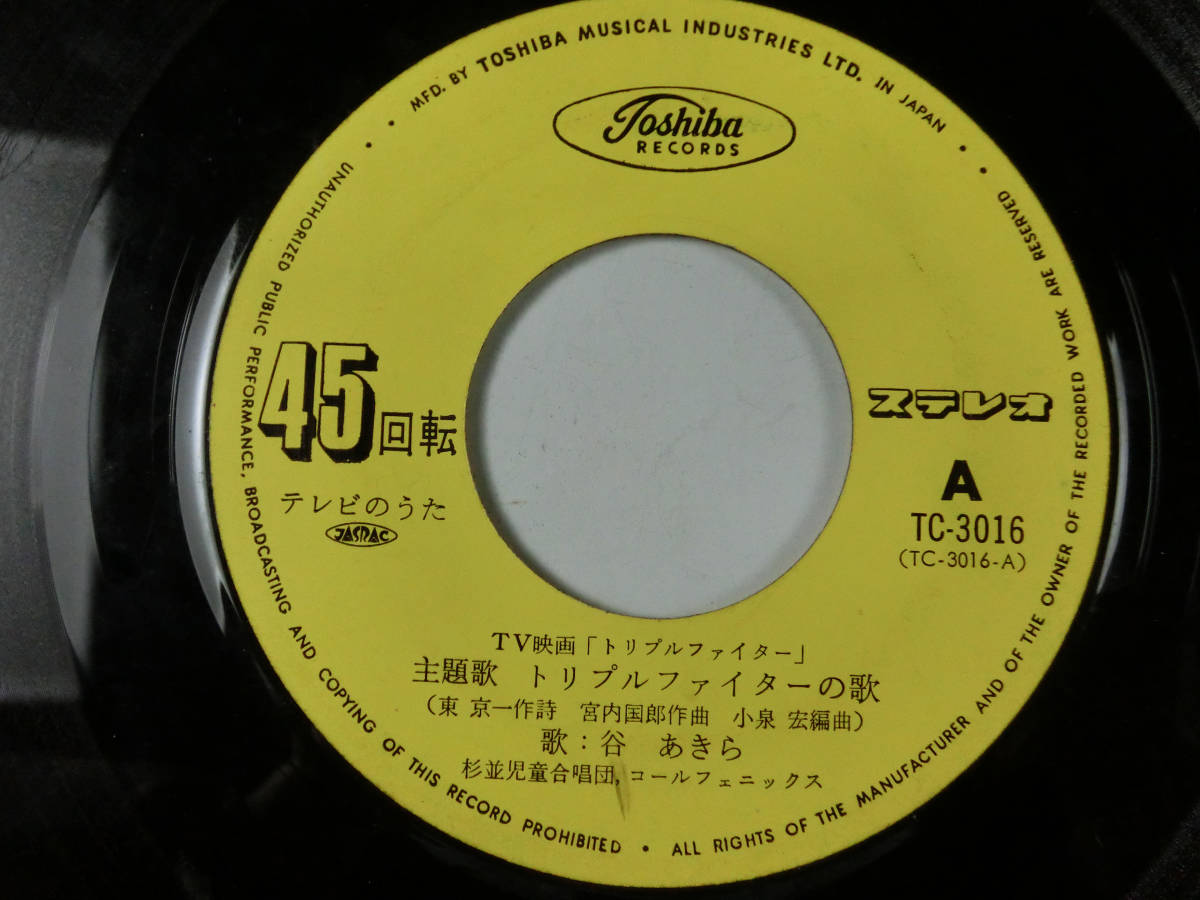 MFD. BY TOSHIBA MUSICAL INDUSTRIES LTD. IN JAPAN
Toshiba
RECORDS
45回転
ステレオ
テレビのうた
JASRAC
A
TC-3016
(TC-3016-A)
TV映画「トリプルファイター」
主題歌 トリプルファイターの歌
(東 京一作詩 宮内国郎作曲 小泉 宏編曲)
歌:谷 あきら
杉並児童合唱団, コールフェニックス
UNAUTHORIZED PUBLIC PERFORMANCE, BROADCASTING AND COPYING OF THIS RECORD PROHIBITED • ALL RIGHTS OF THE MANUFACTURER AND OF THE OWNER OF THE RECORDED WORK ARE RESERVED